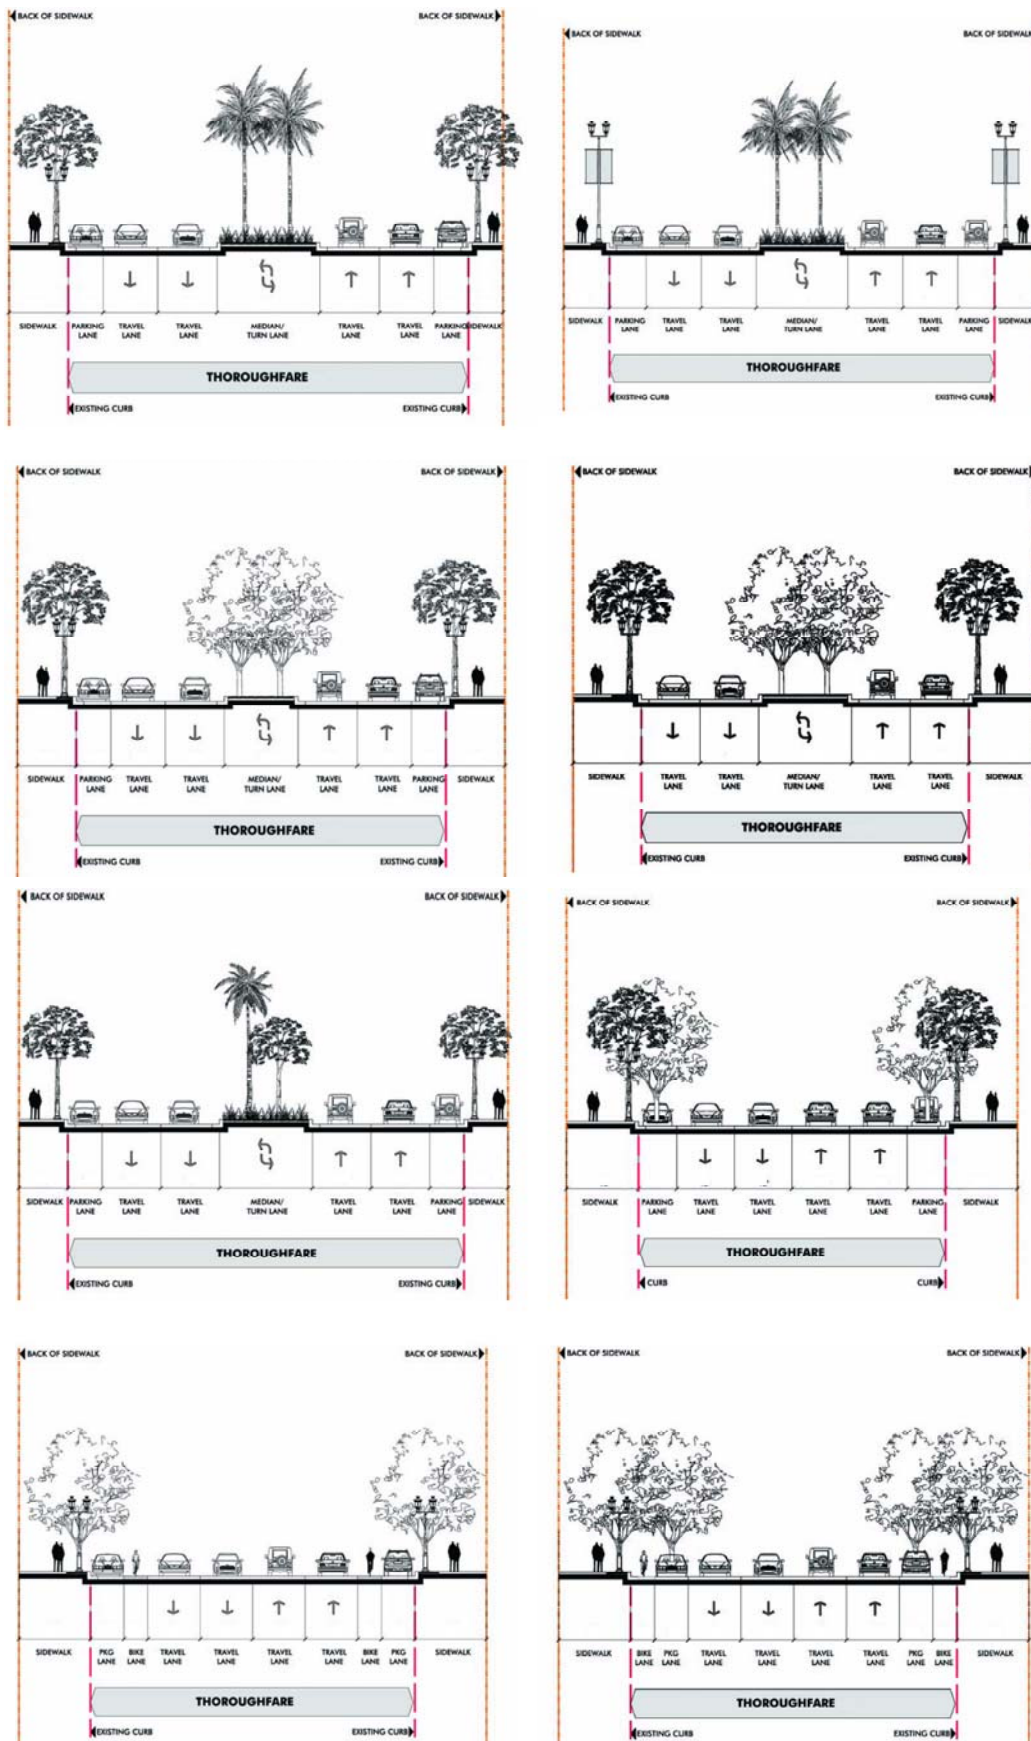 BACK OF SIDEWALK BACK OF SIDEWALK
SIDEWALK PARKING LANE TRAVEL LANE TRAVEL LANE MEDIAN/ TURN LANE TRAVEL LANE TRAVEL LANE PARKING LANE SIDEWALK
THOROUGHFARE
EXISTING CURB EXISTING CURB
BACK OF SIDEWALK BACK OF SIDEWALK
SIDEWALK PARKING LANE TRAVEL LANE TRAVEL LANE MEDIAN/ TURN LANE TRAVEL LANE TRAVEL LANE PARKING LANE SIDEWALK
THOROUGHFARE
EXISTING CURB EXISTING CURB
BACK OF SIDEWALK BACK OF SIDEWALK
SIDEWALK PARKING LANE TRAVEL LANE TRAVEL LANE MEDIAN/ TURN LANE TRAVEL LANE TRAVEL LANE PARKING LANE SIDEWALK
THOROUGHFARE
EXISTING CURB EXISTING CURB
BACK OF SIDEWALK BACK OF SIDEWALK
SIDEWALK TRAVEL LANE TRAVEL LANE MEDIAN/ TURN LANE TRAVEL LANE TRAVEL LANE SIDEWALK
THOROUGHFARE
EXISTING CURB EXISTING CURB
BACK OF SIDEWALK BACK OF SIDEWALK
SIDEWALK PARKING LANE TRAVEL LANE TRAVEL LANE MEDIAN/ TURN LANE TRAVEL LANE TRAVEL LANE PARKING LANE SIDEWALK
THOROUGHFARE
EXISTING CURB EXISTING CURB
BACK OF SIDEWALK BACK OF SIDEWALK
SIDEWALK PARKING LANE TRAVEL LANE TRAVEL LANE TRAVEL LANE TRAVEL LANE PARKING LANE SIDEWALK
THOROUGHFARE
CURB CURB
BACK OF SIDEWALK BACK OF SIDEWALK
SIDEWALK PKG LANE BIKE LANE TRAVEL LANE TRAVEL LANE TRAVEL LANE TRAVEL LANE BIKE LANE PKG LANE SIDEWALK
THOROUGHFARE
EXISTING CURB EXISTING CURB
BACK OF SIDEWALK BACK OF SIDEWALK
SIDEWALK BIKE LANE PKG LANE TRAVEL LANE TRAVEL LANE TRAVEL LANE TRAVEL LANE PKG LANE BIKE LANE SIDEWALK
THOROUGHFARE
EXISTING CURB EXISTING CURB